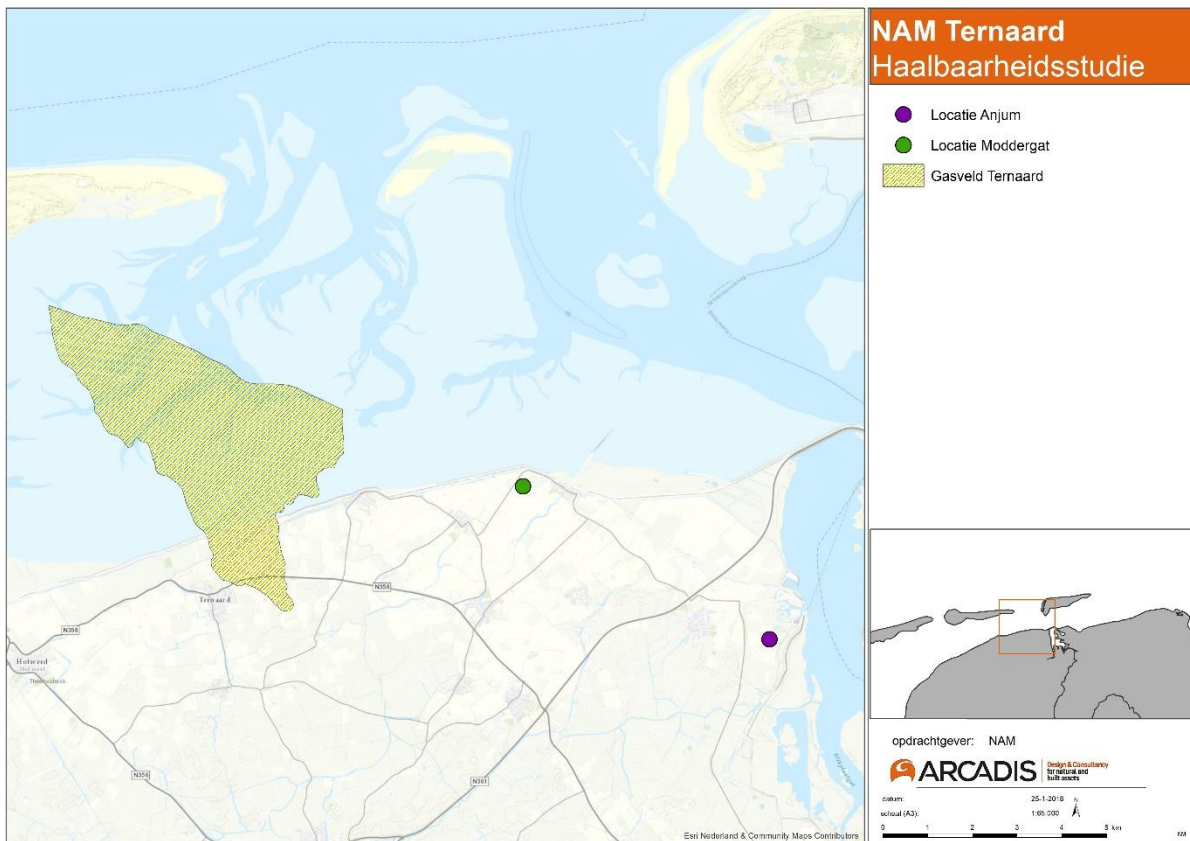 NAM Ternaard
Haalbaarheidsstudie
Locatie Anjum
Locatie Moddergat
Gasveld Ternaard
N356
Ternaard
N358
Holwerd
N356
N361
Esri Nederland & Community Maps Contributors
opdrachtgever: NAM
ARCADIS
Design & Consultancy
for natural and
built assets
datum: 25-1-2018
schaal (A3): 1:65.000
N
0 1 2 3 4 5 km
KM